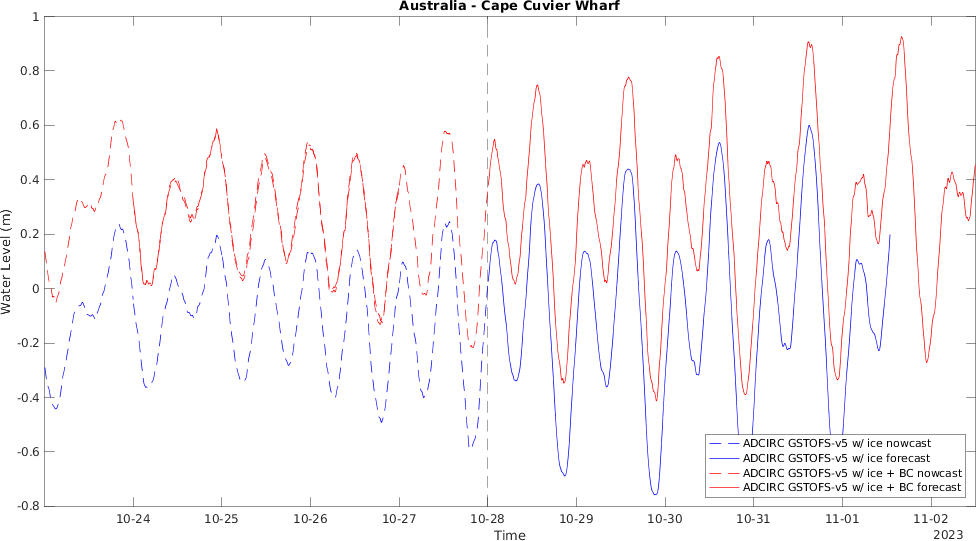 Australia - Cape Cuvier Wharf
1
0.8
0.6
0.4
0.2
0
-0.2
-0.4
-0.6
-0.8
Water Level (m)
10-24 10-25 10-26 10-27 10-28 10-29 10-30 10-31 11-01 11-02
Time
2023
ADCIRC GSTOFS-v5 w/ ice nowcast
ADCIRC GSTOFS-v5 w/ ice forecast
ADCIRC GSTOFS-v5 w/ ice + BC nowcast
ADCIRC GSTOFS-v5 w/ ice + BC forecast